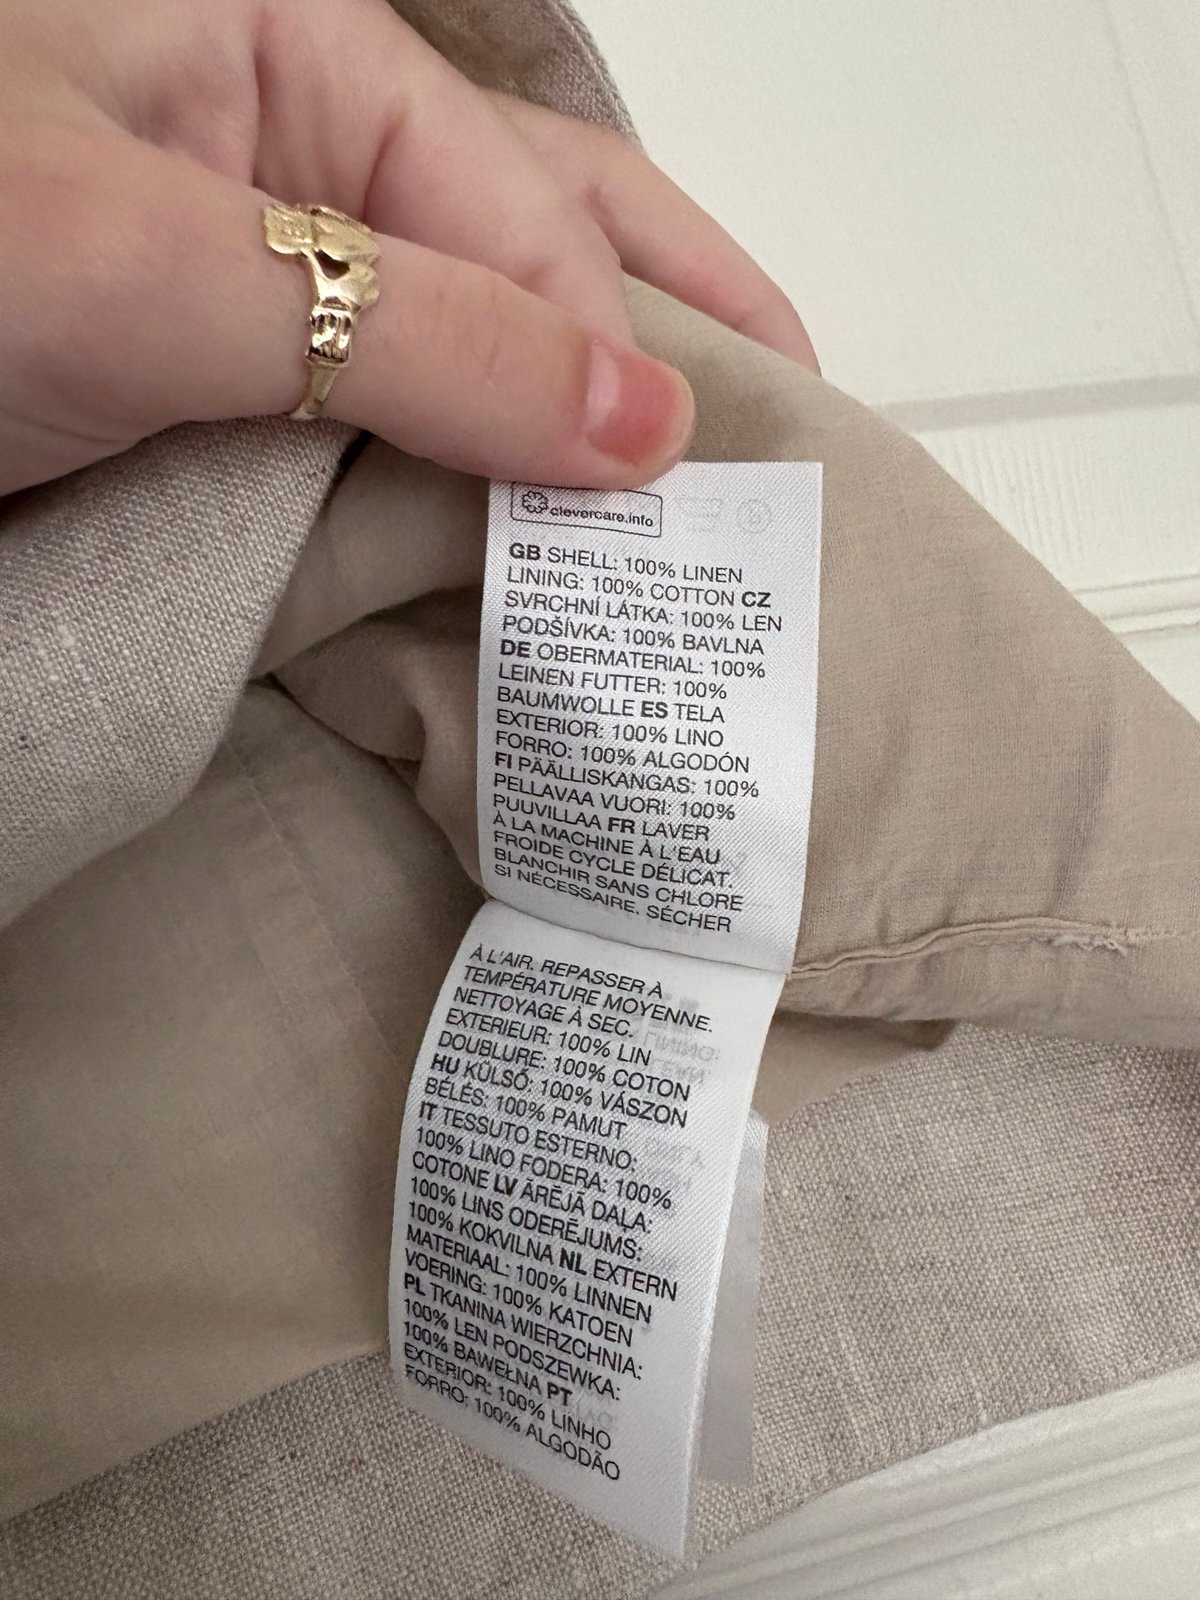 clevercare.info
GB SHELL: 100% LINEN
LINING: 100% COTTON CZ
SVRCHNÍ LÁTKA: 100% LEN
PODŠÍVKA: 100% BAVLNA
DE OBERMATERIAL: 100%
LEINEN FUTTER: 100%
BAUMWOLLE ES TELA
EXTERIOR: 100% LINO
FORRO: 100% ALGODÓN
FI PÄÄLLISKANGAS: 100%
PELLAVAA VUORI: 100%
PUUVILLAA FR LAVER
À LA MACHINE À L'EAU
FROIDE CYCLE DÉLICAT.
BLANCHIR SANS CHLORE
SI NÉCESSAIRE. SÉCHER
À L'AIR. REPASSER À
TEMPÉRATURE MOYENNE.
NETTOYAGE À SEC.
EXTERIEUR: 100% LIN
DOUBLURE: 100% COTON
HU KÜLSŐ: 100% VÁSZON
BÉLÉS: 100% PAMUT
IT TESSUTO ESTERNO:
100% LINO FODERA: 100%
COTONE LV ĀRĒJĀ DAĻA:
100% LINS ODERĒJUMS:
100% KOKVILNA NL EXTERN
MATERIAAL: 100% LINNEN
VOERING: 100% KATOEN
PL TKANINA WIERZCHNIA:
100% LEN PODSZEWKA:
100% BAWEŁNA PT
EXTERIOR: 100% LINHO
FORRO: 100% ALGODÃO